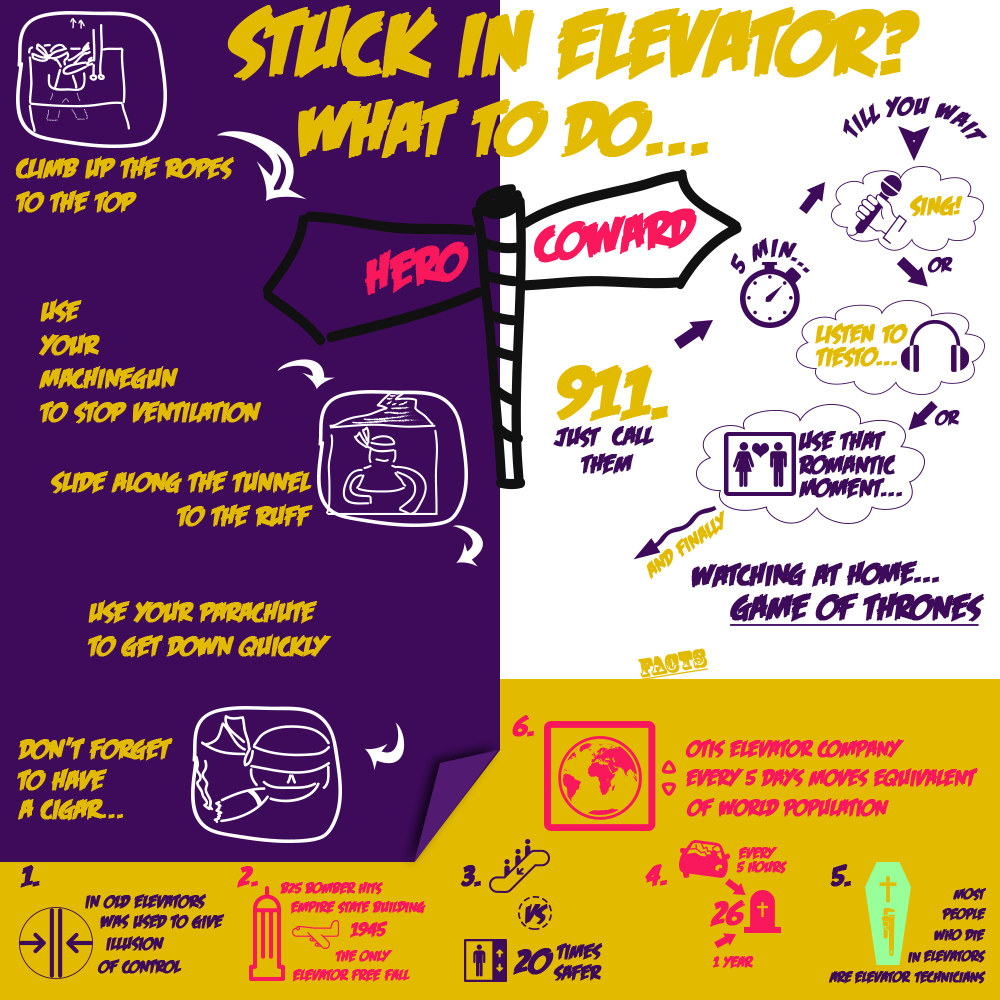 STUCK IN ELEVATOR?
WHAT TO DO...
CLIMB UP THE ROPES
TO THE TOP
HERO
USE
YOUR
MACHINEGUN
TO STOP VENTILATION
SLIDE ALONG THE TUNNEL
TO THE RUFF
USE YOUR PARACHUTE
TO GET DOWN QUICKLY
DON'T FORGET
TO HAVE
A CIGAR...
COWARD
911.
JUST CALL
THEM
5 MIN...
TILL YOU WAIT
SING!
OR
LISTEN TO
TIESTO...
OR
USE THAT
ROMANTIC
MOMENT...
AND FINALLY
WATCHING AT HOME...
GAME OF THRONES
FACTS
6.
OTIS ELEVATOR COMPANY
EVERY 5 DAYS MOVES EQUIVALENT
OF WORLD POPULATION
1.
IN OLD ELEVATORS
WAS USED TO GIVE
ILLUSION
OF CONTROL
2.
B25 BOMBER HITS
EMPIRE STATE BUILDING
1945
THE ONLY
ELEVATOR FREE FALL
3.
VS
20 TIMES
SAFER
4.
EVERY
5 HOURS
26
1 YEAR
5.
MOST
PEOPLE
WHO DIE
IN ELEVATORS
ARE ELEVATOR TECHNICIANS